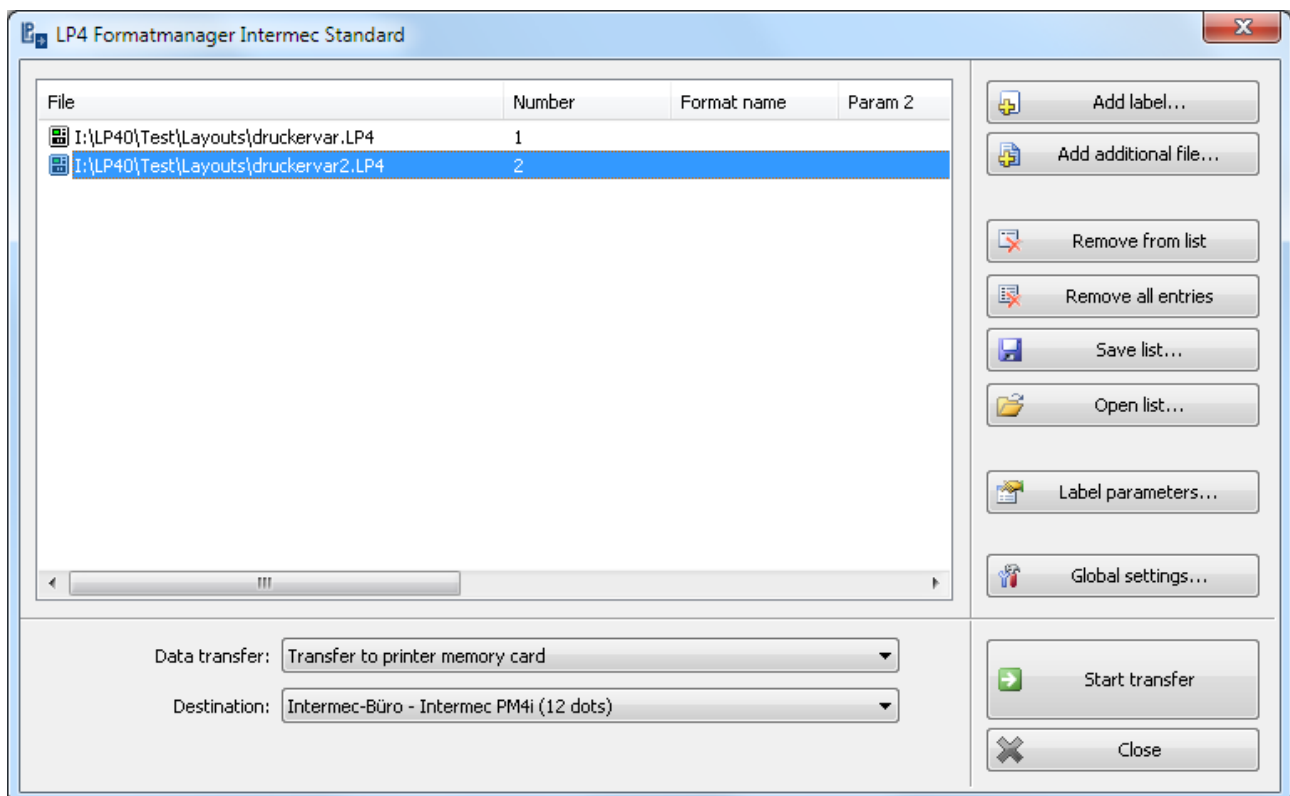 LP4 Formatmanager Intermec Standard
File Number Format name Param 2
I:\LP40\Test\Layouts\druckervar.LP4 1
I:\LP40\Test\Layouts\druckervar2.LP4 2
Add label...
Add additional file...
Remove from list
Remove all entries
Save list...
Open list...
Label parameters...
Global settings...
Data transfer: Transfer to printer memory card
Destination: Intermec-Büro - Intermec PM4i (12 dots)
Start transfer
Close